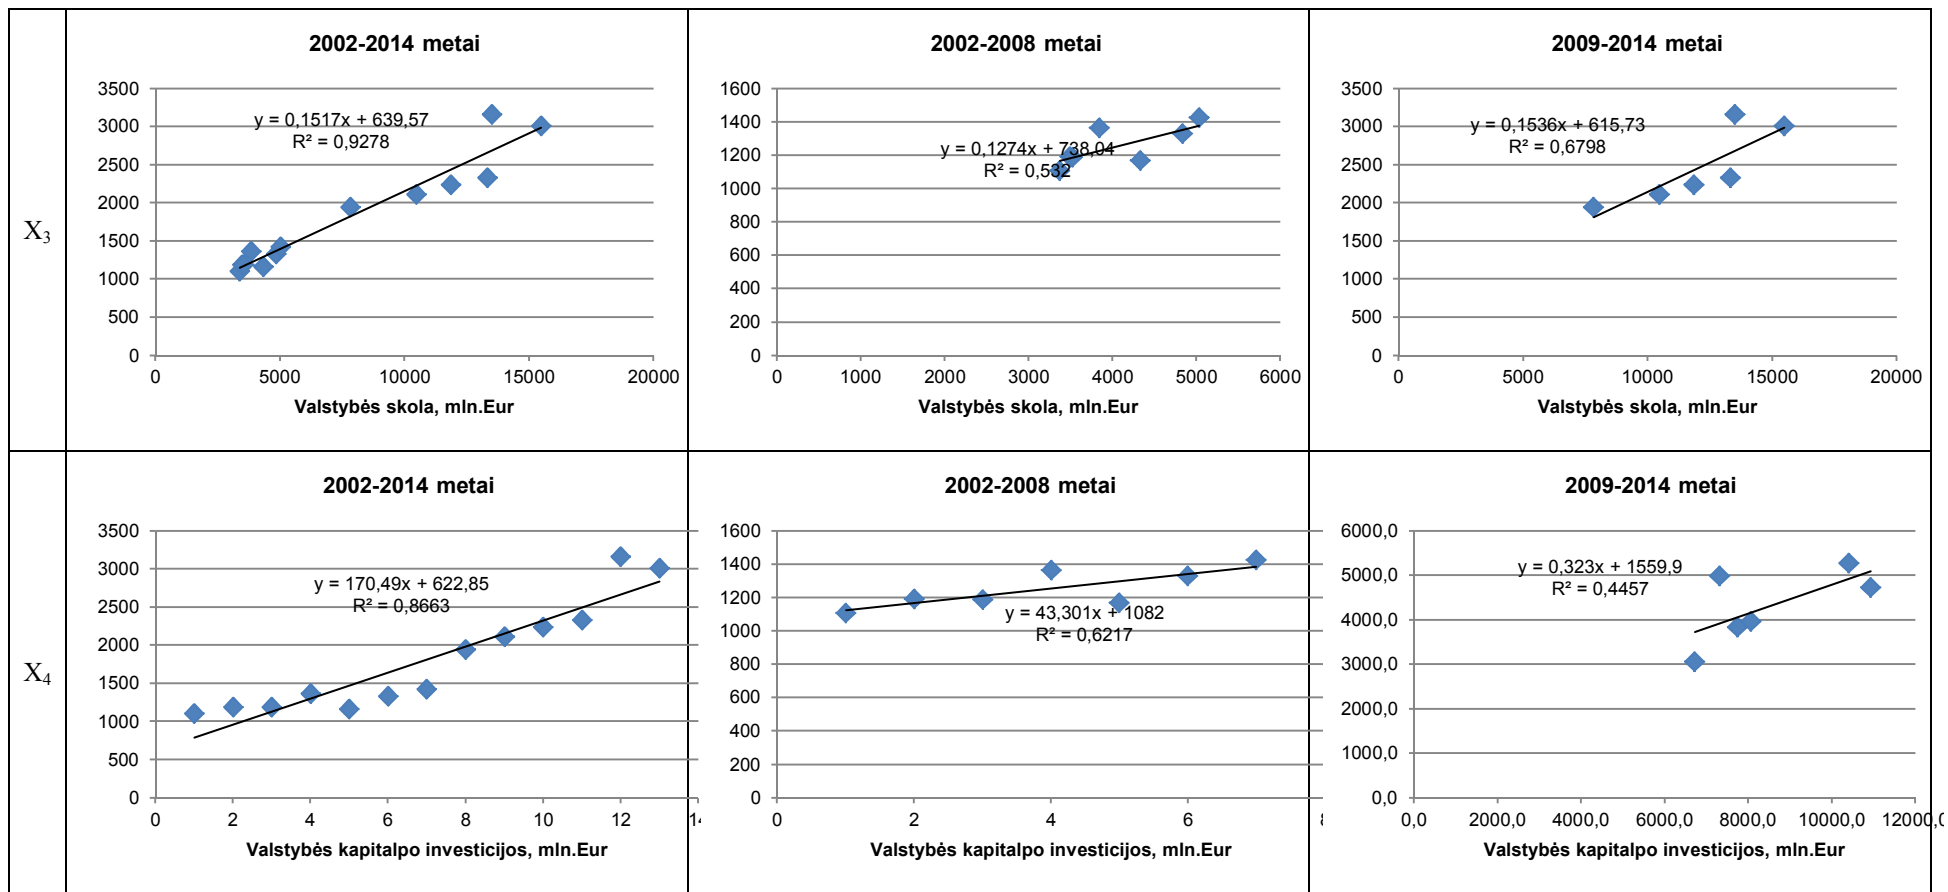 X₃
2002-2014 metai
3500
3000
2500
2000
1500
1000
500
0
y = 0,1517x + 639,57
R² = 0,9278
0 5000 10000 15000 20000
Valstybės skola, mln.Eur
2002-2008 metai
1600
1400
1200
1000
800
600
400
200
0
y = 0,1274x + 738,04
R² = 0,532
0 1000 2000 3000 4000 5000 6000
Valstybės skola, mln.Eur
2009-2014 metai
3500
3000
2500
2000
1500
1000
500
0
y = 0,1536x + 615,73
R² = 0,6798
0 5000 10000 15000 20000
Valstybės skola, mln.Eur
X₄
2002-2014 metai
3500
3000
2500
2000
1500
1000
500
0
y = 170,49x + 622,85
R² = 0,8663
0 2 4 6 8 10 12
Valstybės kapitalpo investicijos, mln.Eur
2002-2008 metai
1600
1400
1200
1000
800
600
400
200
0
y = 43,301x + 1082
R² = 0,6217
0 2 4 6
Valstybės kapitalpo investicijos, mln.Eur
2009-2014 metai
6000,0
5000,0
4000,0
3000,0
2000,0
1000,0
0,0
y = 0,323x + 1559,9
R² = 0,4457
0,0 2000,0 4000,0 6000,0 8000,0 10000,0 12000,0
Valstybės kapitalpo investicijos, mln.Eur